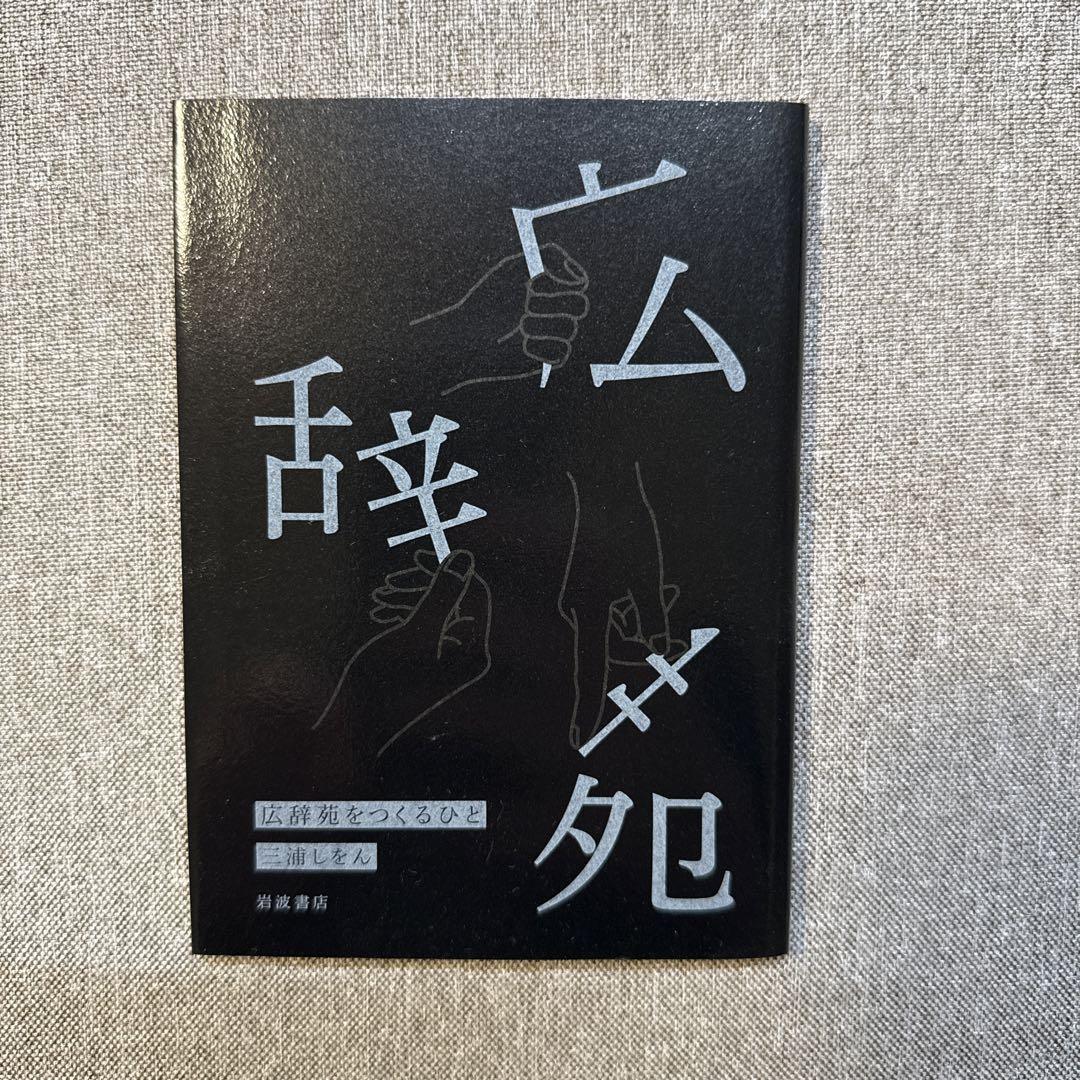 広
辞
苑
広辞苑をつくるひと
三浦しをん
岩波書店